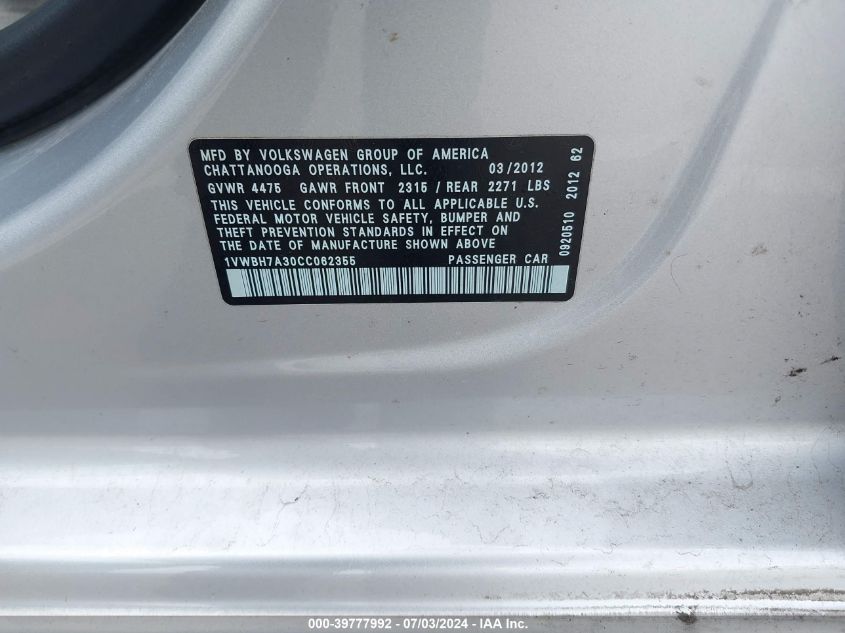 MFD BY VOLKSWAGEN GROUP OF AMERICA
CHATTANOOGA OPERATIONS, LLC. 03/2012
GVWR 4475 GAWR FRONT 2315 / REAR 2271 LBS
THIS VEHICLE CONFORMS TO ALL APPLICABLE U.S.
FEDERAL MOTOR VEHICLE SAFETY, BUMPER AND
THEFT PREVENTION STANDARDS IN EFFECT ON
THE DATE OF MANUFACTURE SHOWN ABOVE
1VWBH7A30CC062355 PASSENGER CAR
0920510 2012 62
000-39777992 - 07/03/2024 - IAA Inc.